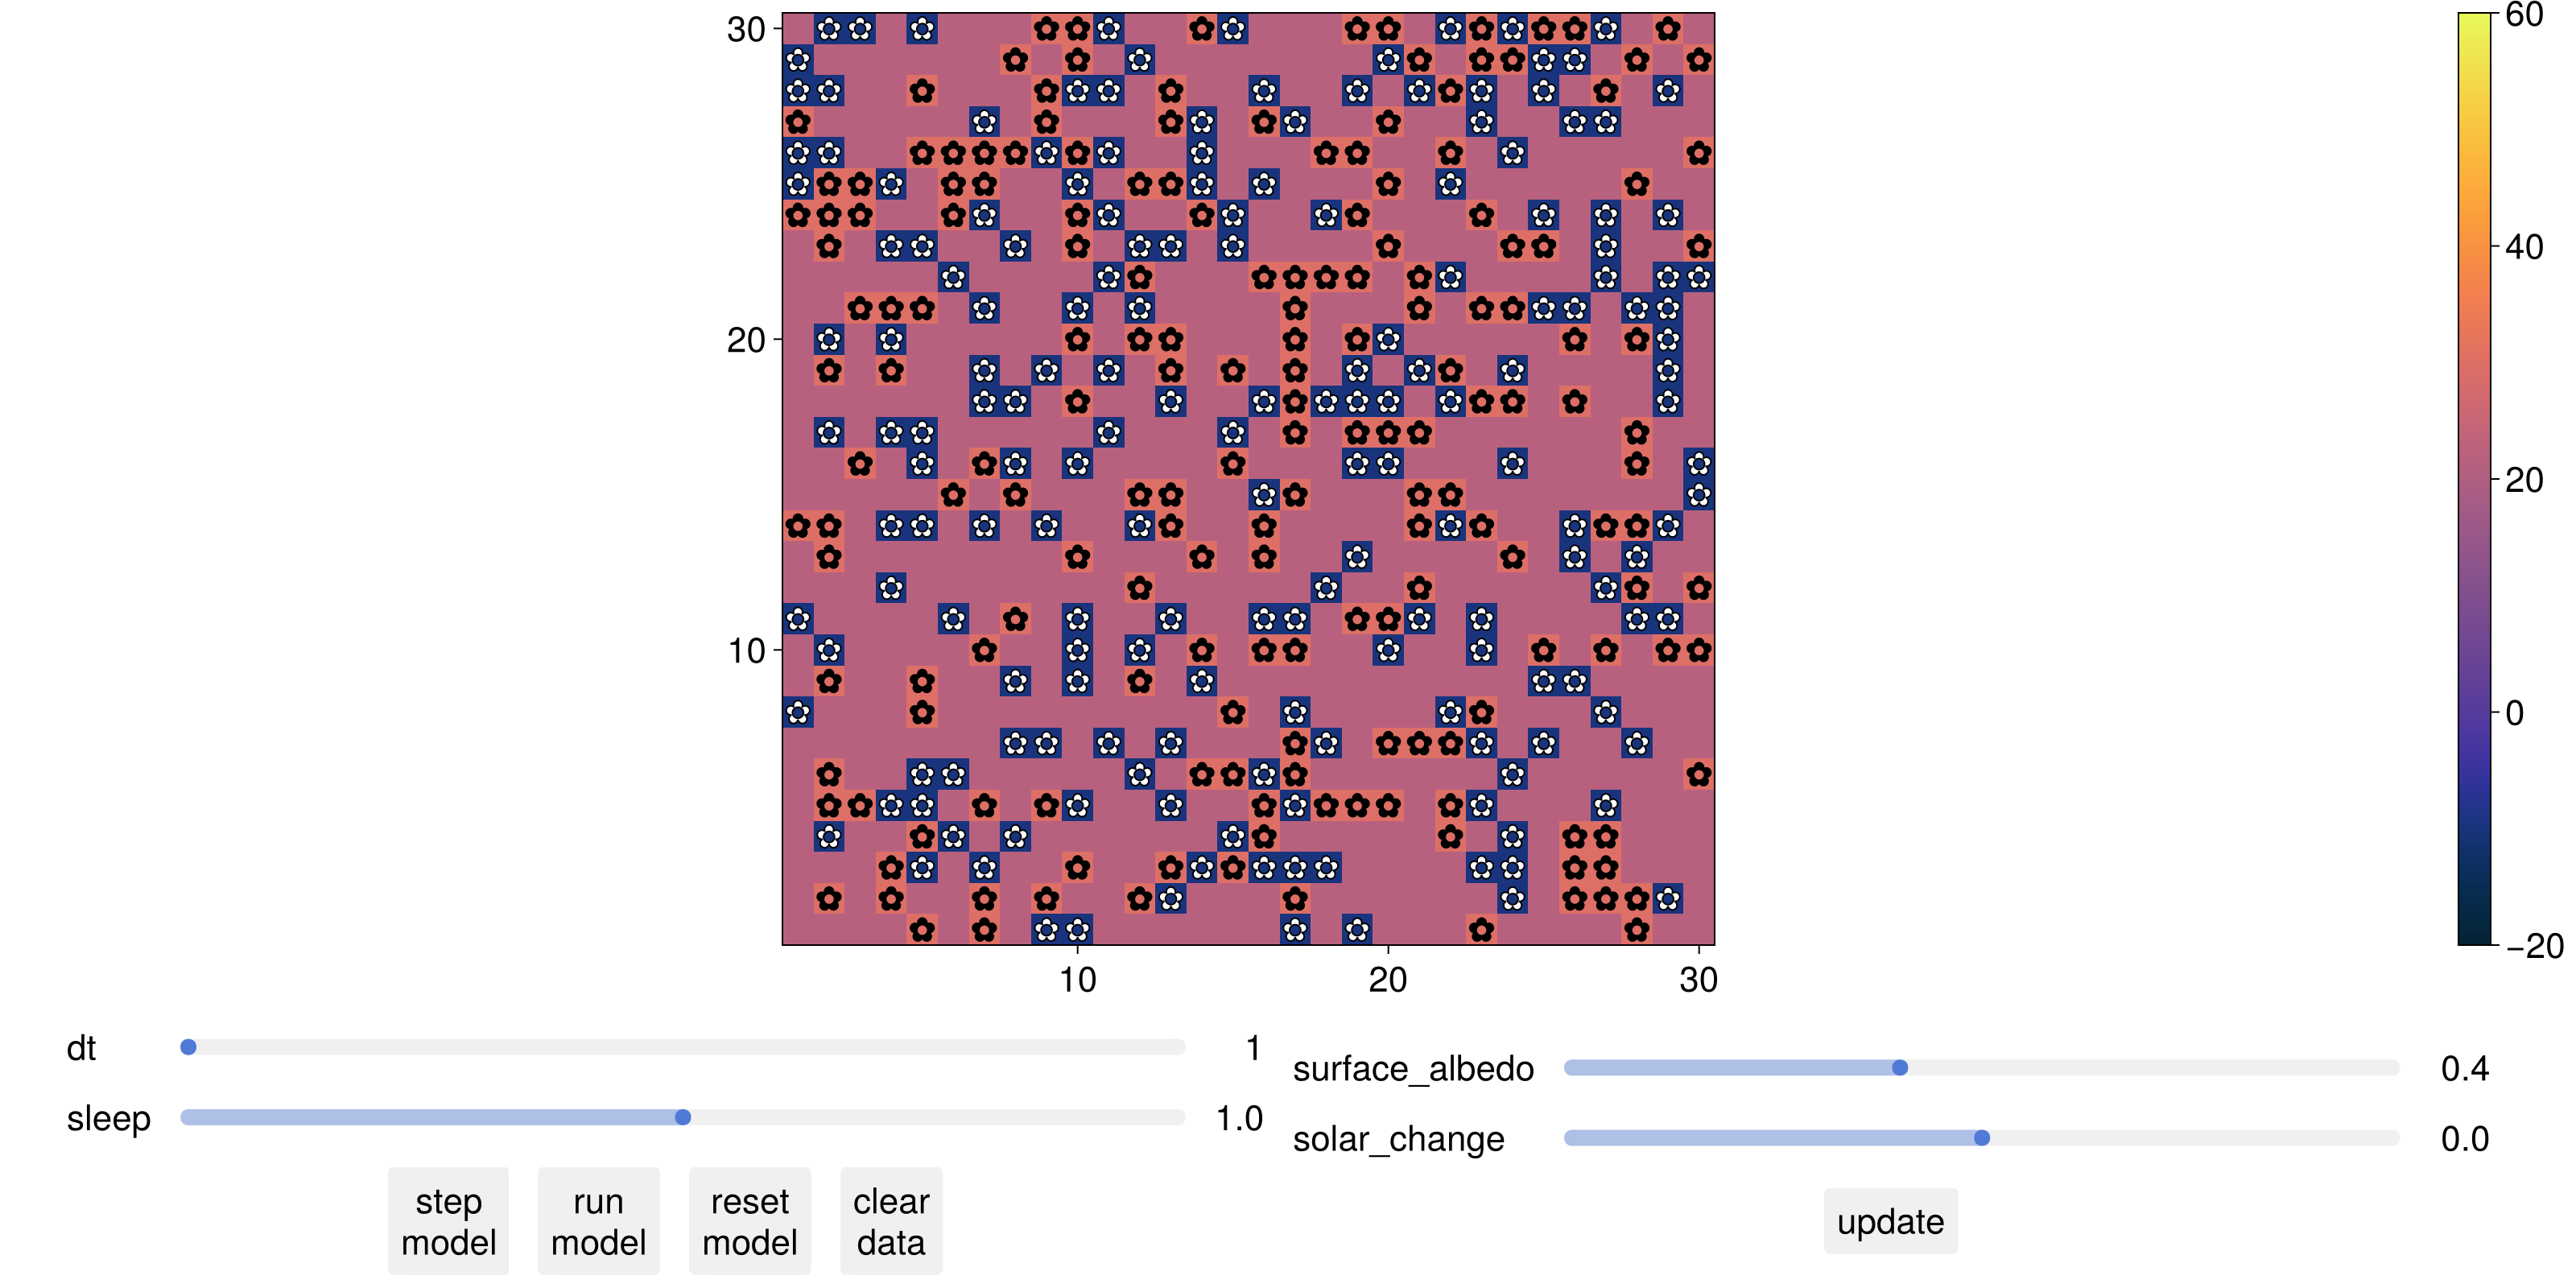 30
20
10
10
20
30
60
40
20
0
−20
dt
1
sleep
1.0
surface_albedo
0.4
solar_change
0.0
step
model
run
model
reset
model
clear
data
update